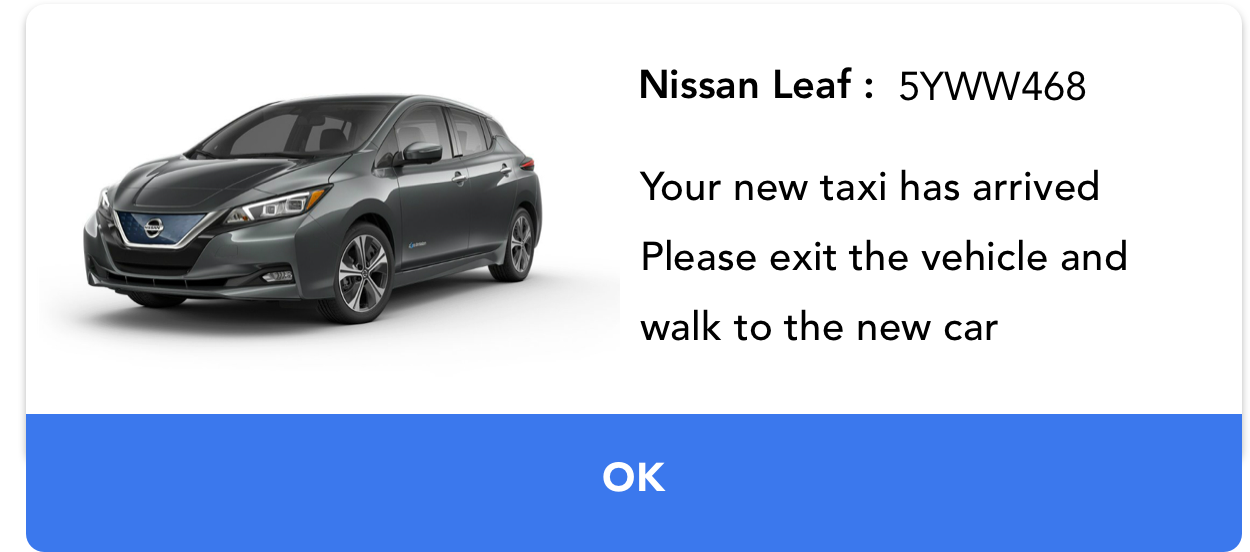 Nissan Leaf : 5YWW468
Your new taxi has arrived
Please exit the vehicle and
walk to the new car
OK